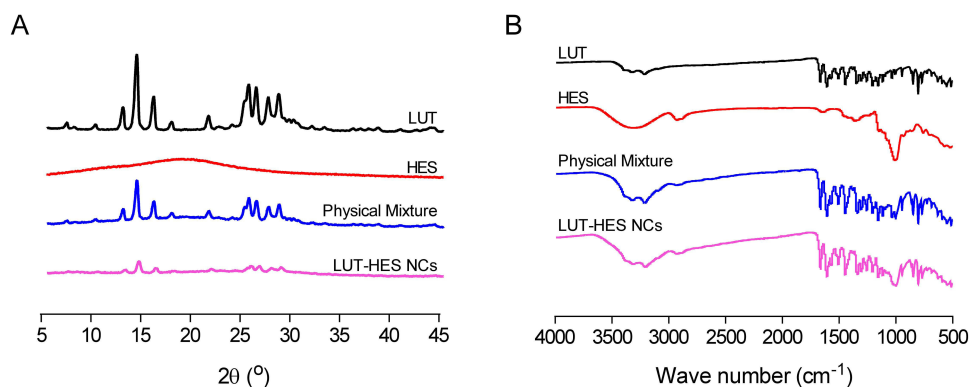 A
LUT
HES
Physical Mixture
LUT-HES NCs
5 10 15 20 25 30 35 40 45
2θ (º)
B
LUT
HES
Physical Mixture
LUT-HES NCs
4000 3500 3000 2500 2000 1500 1000 500
Wave number (cm⁻¹)